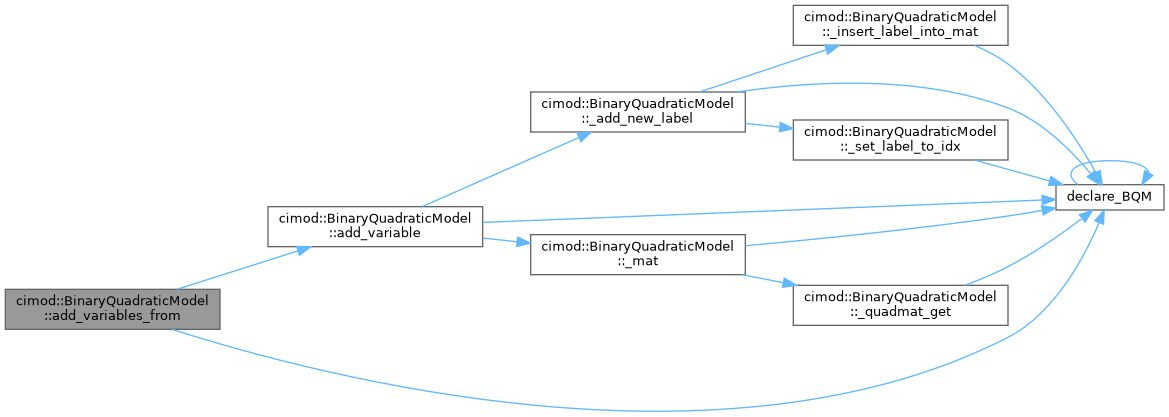 cimod::BinaryQuadraticModel
::add_variables_from
cimod::BinaryQuadraticModel
::add_variable
cimod::BinaryQuadraticModel
::_add_new_label
cimod::BinaryQuadraticModel
::_insert_label_into_mat
cimod::BinaryQuadraticModel
::_set_label_to_idx
declare_BQM
cimod::BinaryQuadraticModel
::_mat
cimod::BinaryQuadraticModel
::_quadmat_get